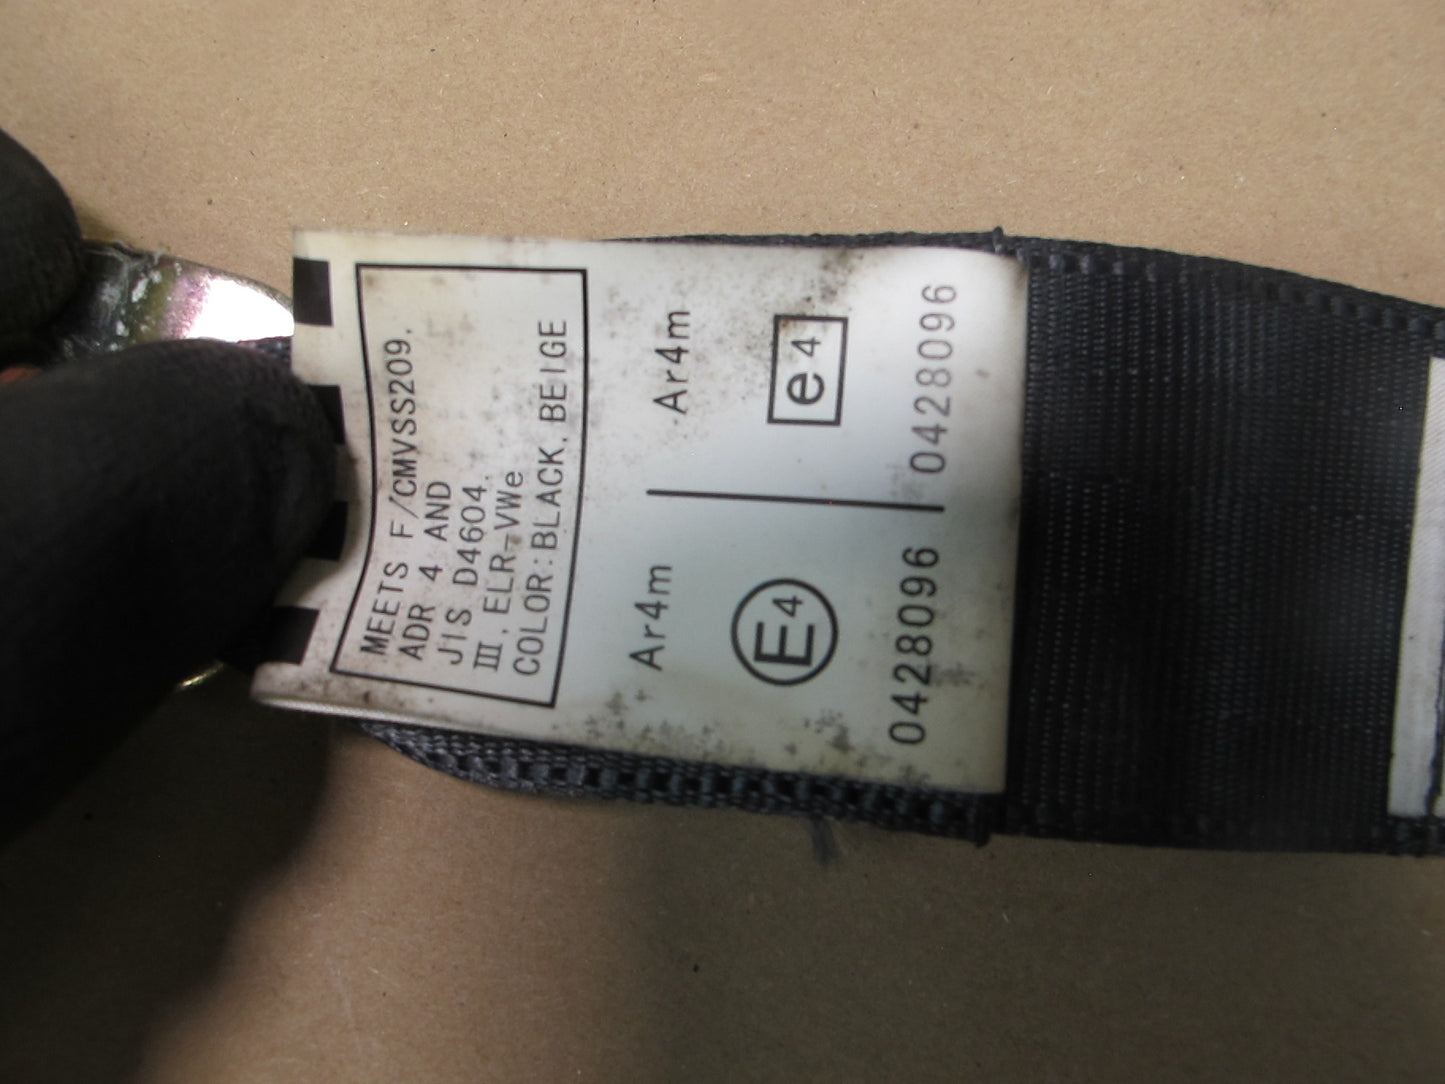 MEETS F/CMVSS209.
ADR 4 AND
JIS D4604.
III, ELR-VWe
COLOR:BLACK, BEIGE
Ar4m
E4
0428096
Ar4m
e4
0428096